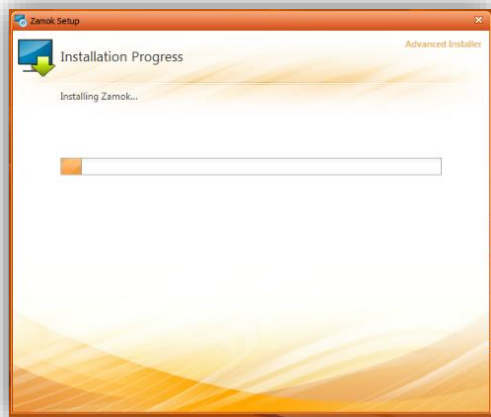 Zamok Setup
Advanced Installer
Installation Progress
Installing Zamok...